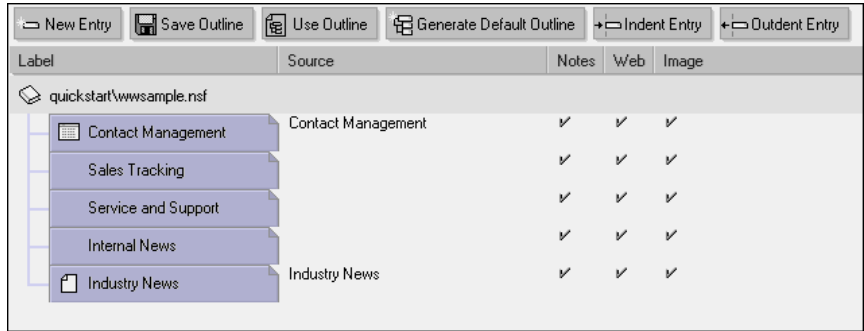 New Entry Save Outline Use Outline Generate Default Outline Indent Entry Outdent Entry
Label Source Notes Web Image
quickstart\wwsample.nsf
Contact Management Contact Management
Sales Tracking
Service and Support
Internal News
Industry News Industry News